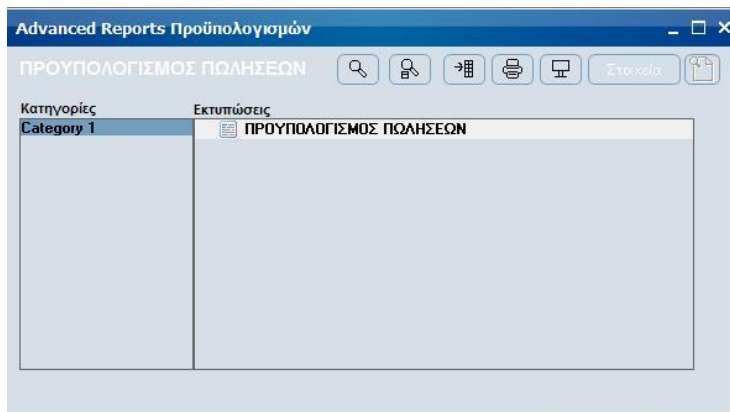 Advanced Reports Προϋπολογισμών
ΠΡΟΥΠΟΛΟΓΙΣΜΟΣ ΠΩΛΗΣΕΩΝ
Στοιχεία
Κατηγορίες
Εκτυπώσεις
Category 1
ΠΡΟΥΠΟΛΟΓΙΣΜΟΣ ΠΩΛΗΣΕΩΝ